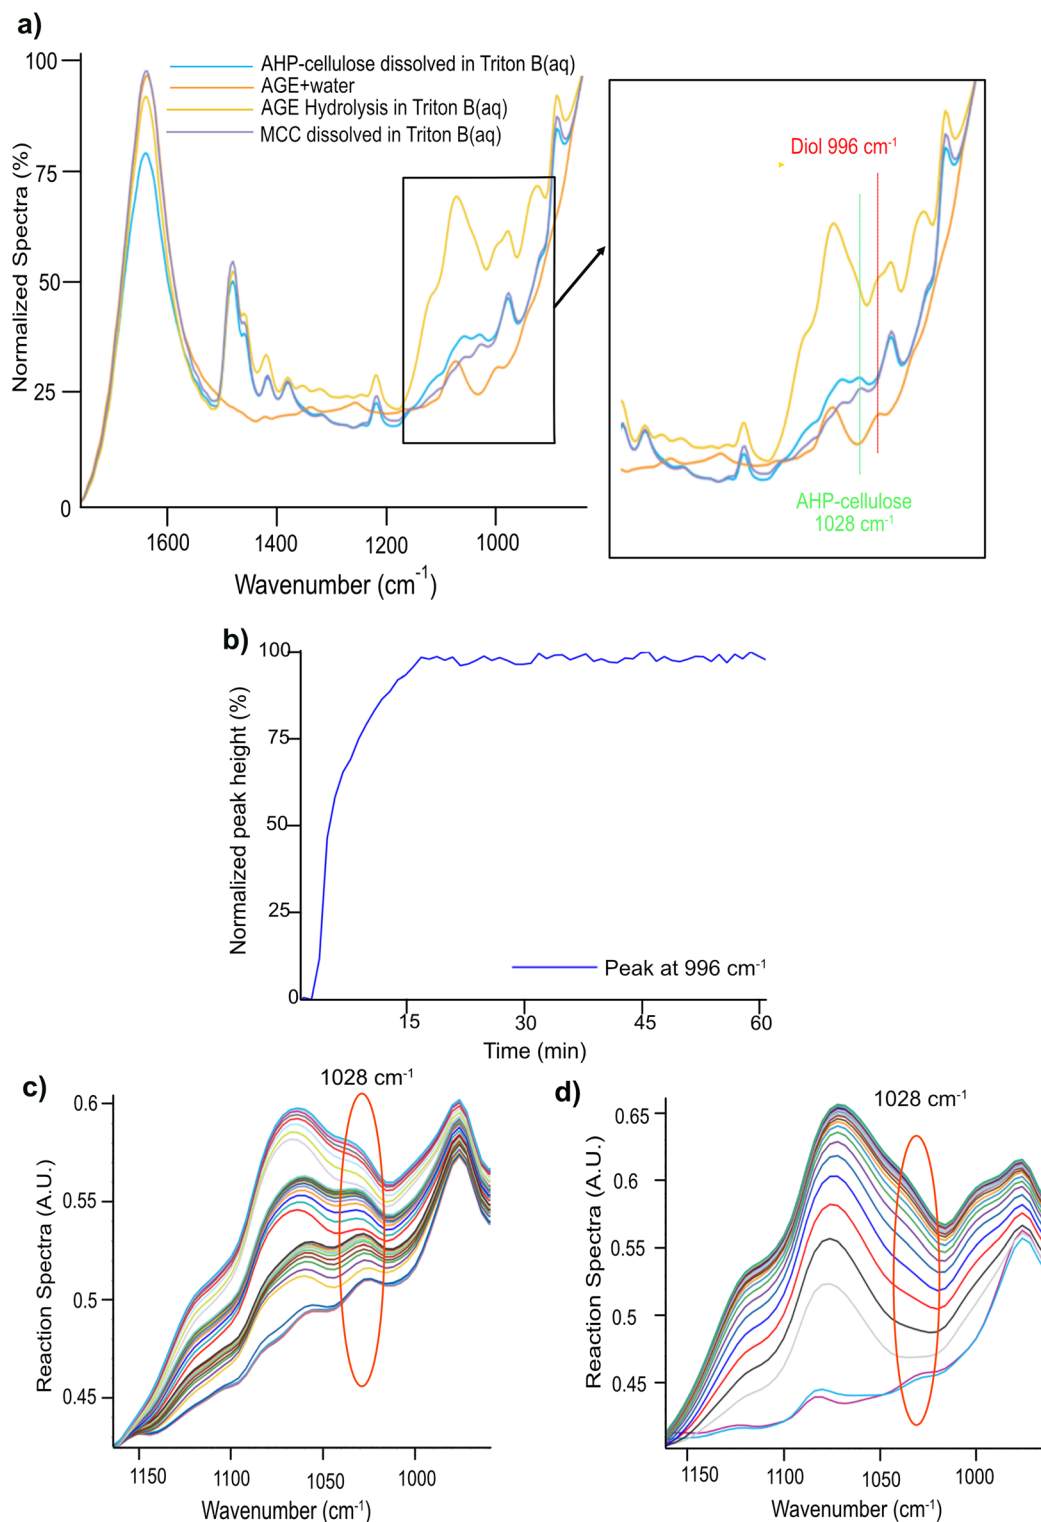 a)
100
75
50
25
0
Normalized Spectra (%)
AHP-cellulose dissolved in Triton B(aq)
AGE+water
AGE Hydrolysis in Triton B(aq)
MCC dissolved in Triton B(aq)
1600 1400 1200 1000
Wavenumber (cm⁻¹)
Diol 996 cm⁻¹
AHP-cellulose
1028 cm⁻¹
b)
100
75
50
25
0
Normalized peak height (%)
Peak at 996 cm⁻¹
15 30 45 60
Time (min)
c)
1028 cm⁻¹
0.6
0.55
0.5
0.45
Reaction Spectra (A.U.)
1150 1100 1050 1000
Wavenumber (cm⁻¹)
d)
1028 cm⁻¹
0.65
0.6
0.55
0.5
0.45
Reaction Spectra (A.U.)
1150 1100 1050 1000
Wavenumber (cm⁻¹)